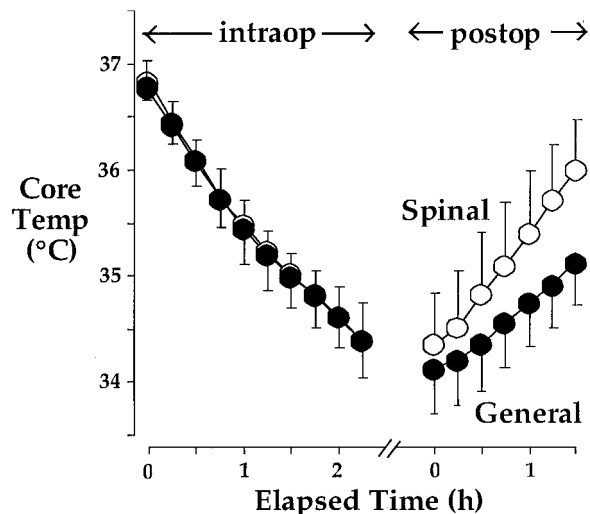 intraop
postop
37
36
35
34
Core
Temp
(°C)
Spinal
General
0 1 2 0 1
Elapsed Time (h)